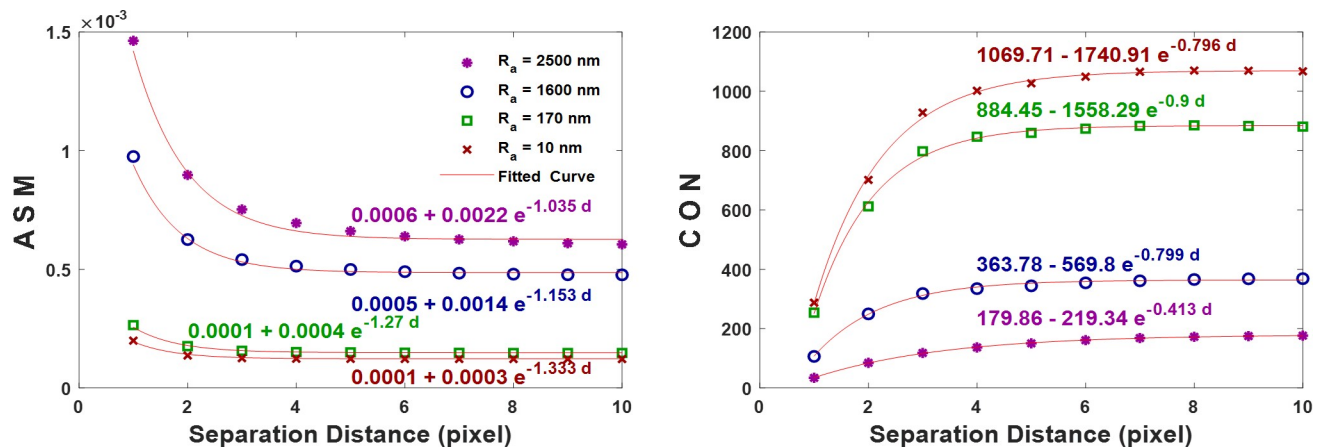 ×10^-3
1.5
1
0.5
0
A S M
R_a = 2500 nm
R_a = 1600 nm
R_a = 170 nm
R_a = 10 nm
Fitted Curve
0.0006 + 0.0022 e^-1.035 d
0.0005 + 0.0014 e^-1.153 d
0.0001 + 0.0004 e^-1.27 d
0.0001 + 0.0003 e^-1.333 d
0 2 4 6 8 10
Separation Distance (pixel)
1200
1000
800
600
400
200
0
C O N
1069.71 - 1740.91 e^-0.796 d
884.45 - 1558.29 e^-0.9 d
363.78 - 569.8 e^-0.799 d
179.86 - 219.34 e^-0.413 d
0 2 4 6 8 10
Separation Distance (pixel)